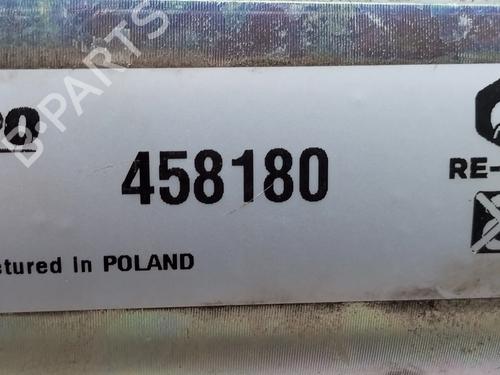 B-PARTS
458180
RE-
ctured in POLAND